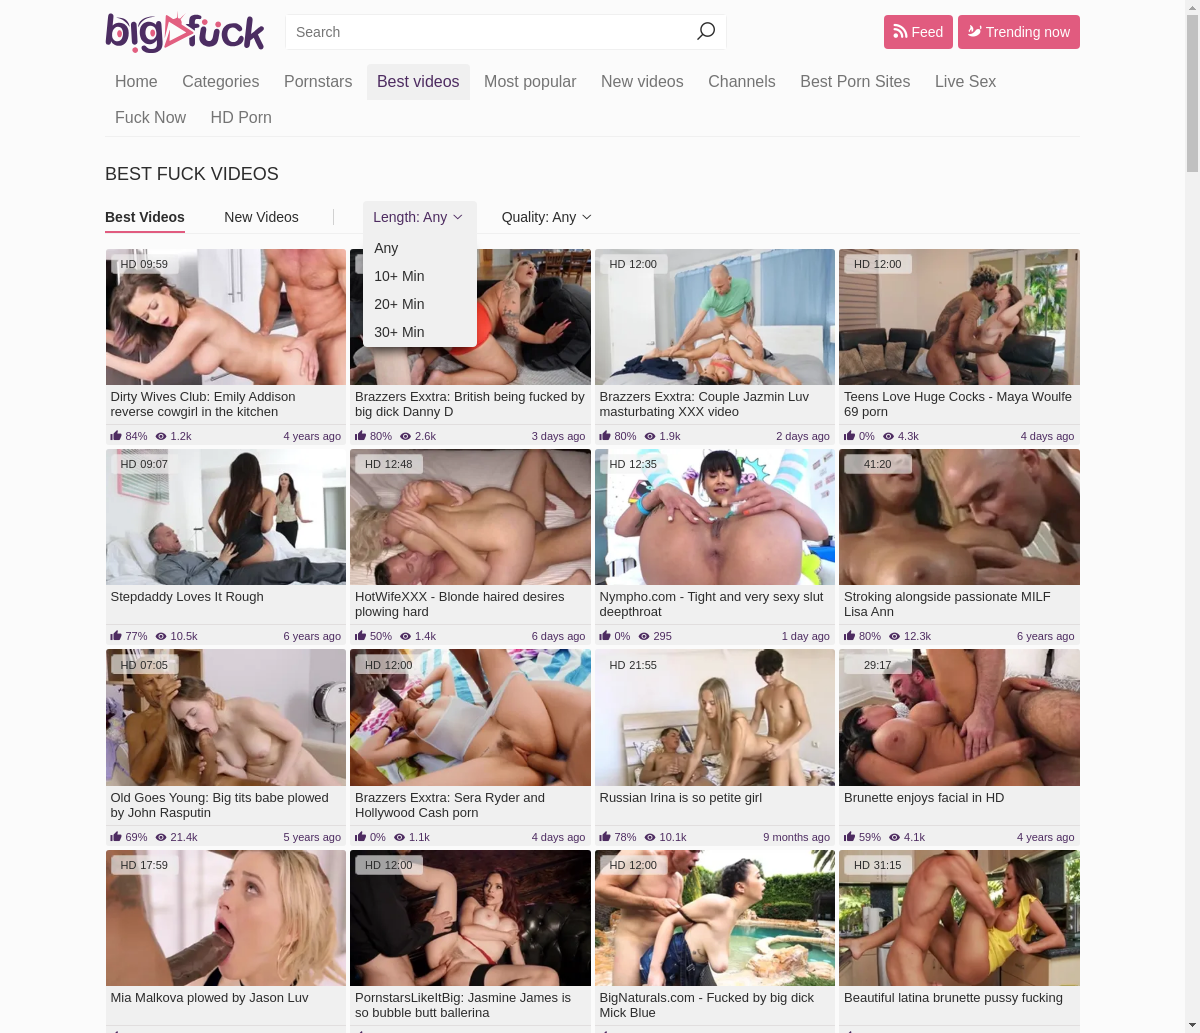 big fuck
Search
Feed
Trending now
Home
Categories
Pornstars
Best videos
Most popular
New videos
Channels
Best Porn Sites
Live Sex
Fuck Now
HD Porn
BEST FUCK VIDEOS
Best Videos
New Videos
Length: Any
Quality: Any
Any
10+ Min
20+ Min
30+ Min
HD 09:59
Dirty Wives Club: Emily Addison
reverse cowgirl in the kitchen
84% 1.2k 4 years ago
Brazzers Exxtra: British being fucked by
big dick Danny D
80% 2.6k 3 days ago
HD 12:00
Brazzers Exxtra: Couple Jazmin Luv
masturbating XXX video
80% 1.9k 2 days ago
HD 12:00
Teens Love Huge Cocks - Maya Woulfe
69 porn
0% 4.3k 4 days ago
HD 09:07
Stepdaddy Loves It Rough
77% 10.5k 6 years ago
HD 12:48
HotWifeXXX - Blonde haired desires
plowing hard
50% 1.4k 6 days ago
HD 12:35
Nympho.com - Tight and very sexy slut
deepthroat
0% 295 1 day ago
41:20
Stroking alongside passionate MILF
Lisa Ann
80% 12.3k 6 years ago
HD 07:05
Old Goes Young: Big tits babe plowed
by John Rasputin
69% 21.4k 5 years ago
HD 12:00
Brazzers Exxtra: Sera Ryder and
Hollywood Cash porn
0% 1.1k 4 days ago
HD 21:55
Russian Irina is so petite girl
78% 10.1k 9 months ago
29:17
Brunette enjoys facial in HD
59% 4.1k 4 years ago
HD 17:59
Mia Malkova plowed by Jason Luv
HD 12:00
PornstarsLikeItBig: Jasmine James is
so bubble butt ballerina
HD 12:00
BigNaturals.com - Fucked by big dick
Mick Blue
HD 31:15
Beautiful latina brunette pussy fucking